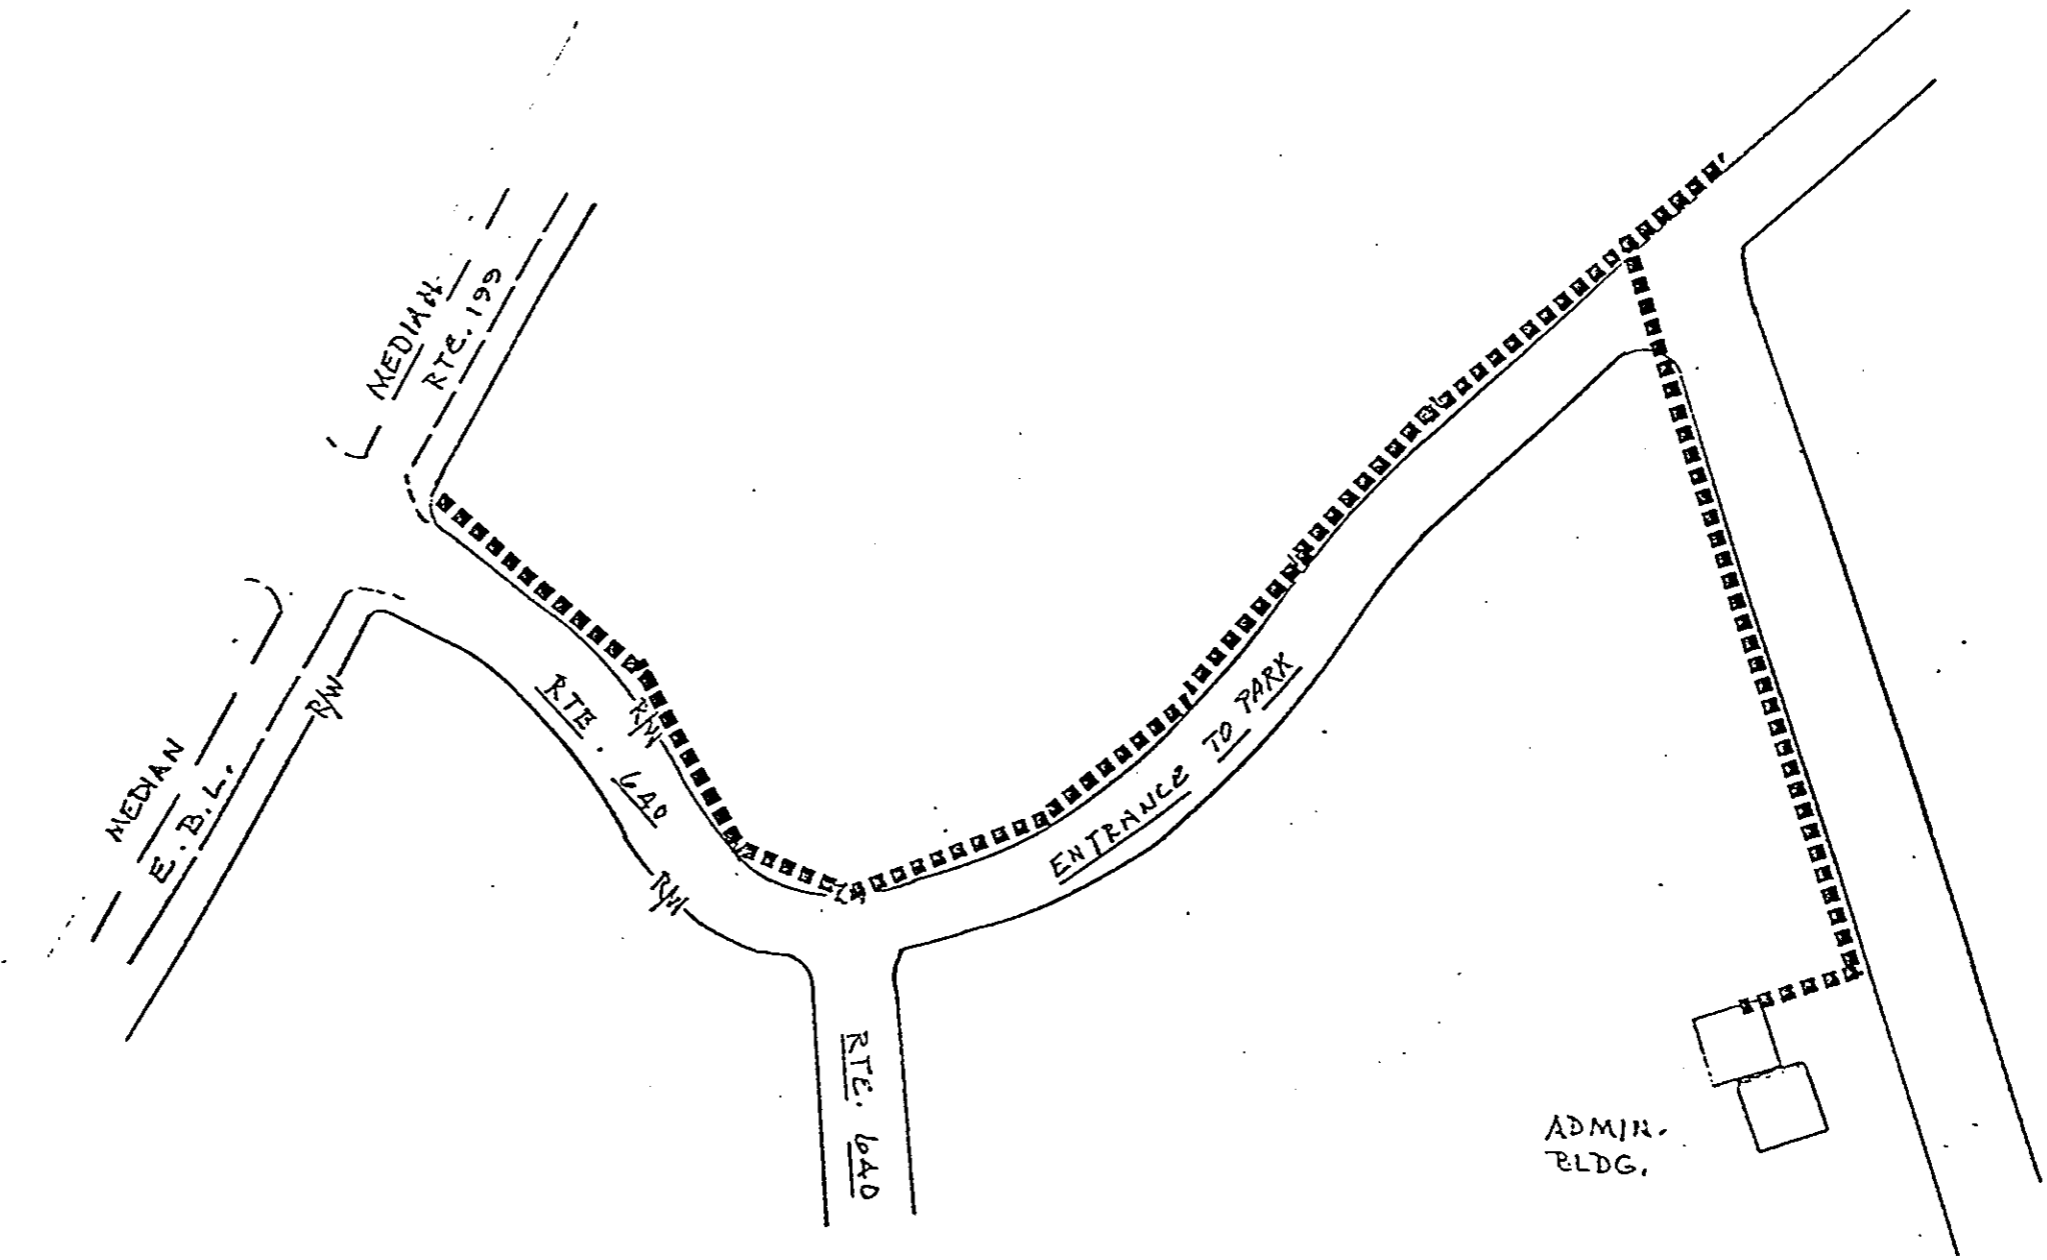 MEDIAN
RTE. 199
MEDIAN
E.B.L.
R/W
RTE. 640
R/W
R/W
ENTRANCE TO PARK
RTE. 640
ADMIN.
BLDG.